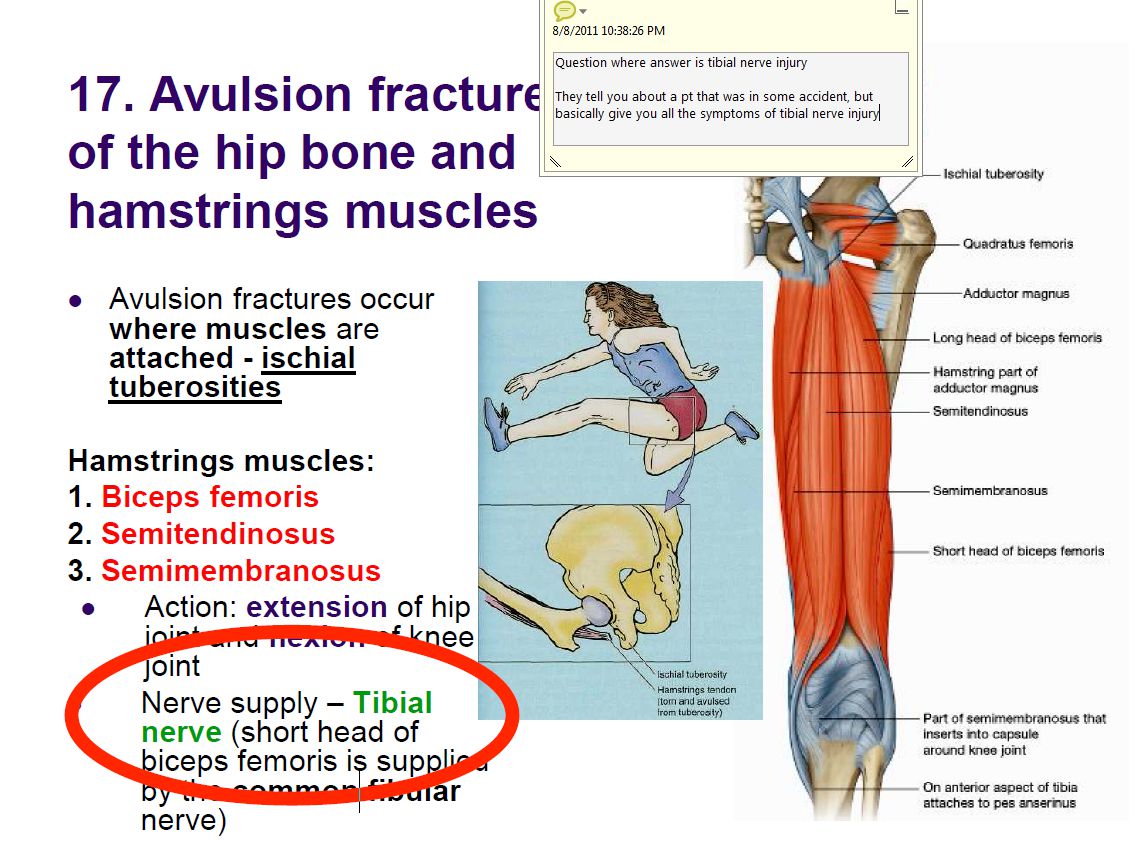 8/8/2011 10:38:26 PM
Question where answer is tibial nerve injury
They tell you about a pt that was in some accident, but
basically give you all the symptoms of tibial nerve injury
17. Avulsion fracture
of the hip bone and
hamstrings muscles
Avulsion fractures occur
where muscles are
attached - ischial
tuberosities
Hamstrings muscles:
1. Biceps femoris
2. Semitendinosus
3. Semimembranosus
Action: extension of hip
joint and flexion of knee
joint
Nerve supply – Tibial
nerve (short head of
biceps femoris is supplied
by the common fibular
nerve)
Ischial tuberosity
Hamstrings tendon
(torn and avulsed
from tuberosity)
Ischial tuberosity
Quadratus femoris
Adductor magnus
Long head of biceps femoris
Hamstring part of
adductor magnus
Semitendinosus
Semimembranosus
Short head of biceps femoris
Part of semimembranosus that
inserts into capsule
around knee joint
On anterior aspect of tibia
attaches to pes anserinus